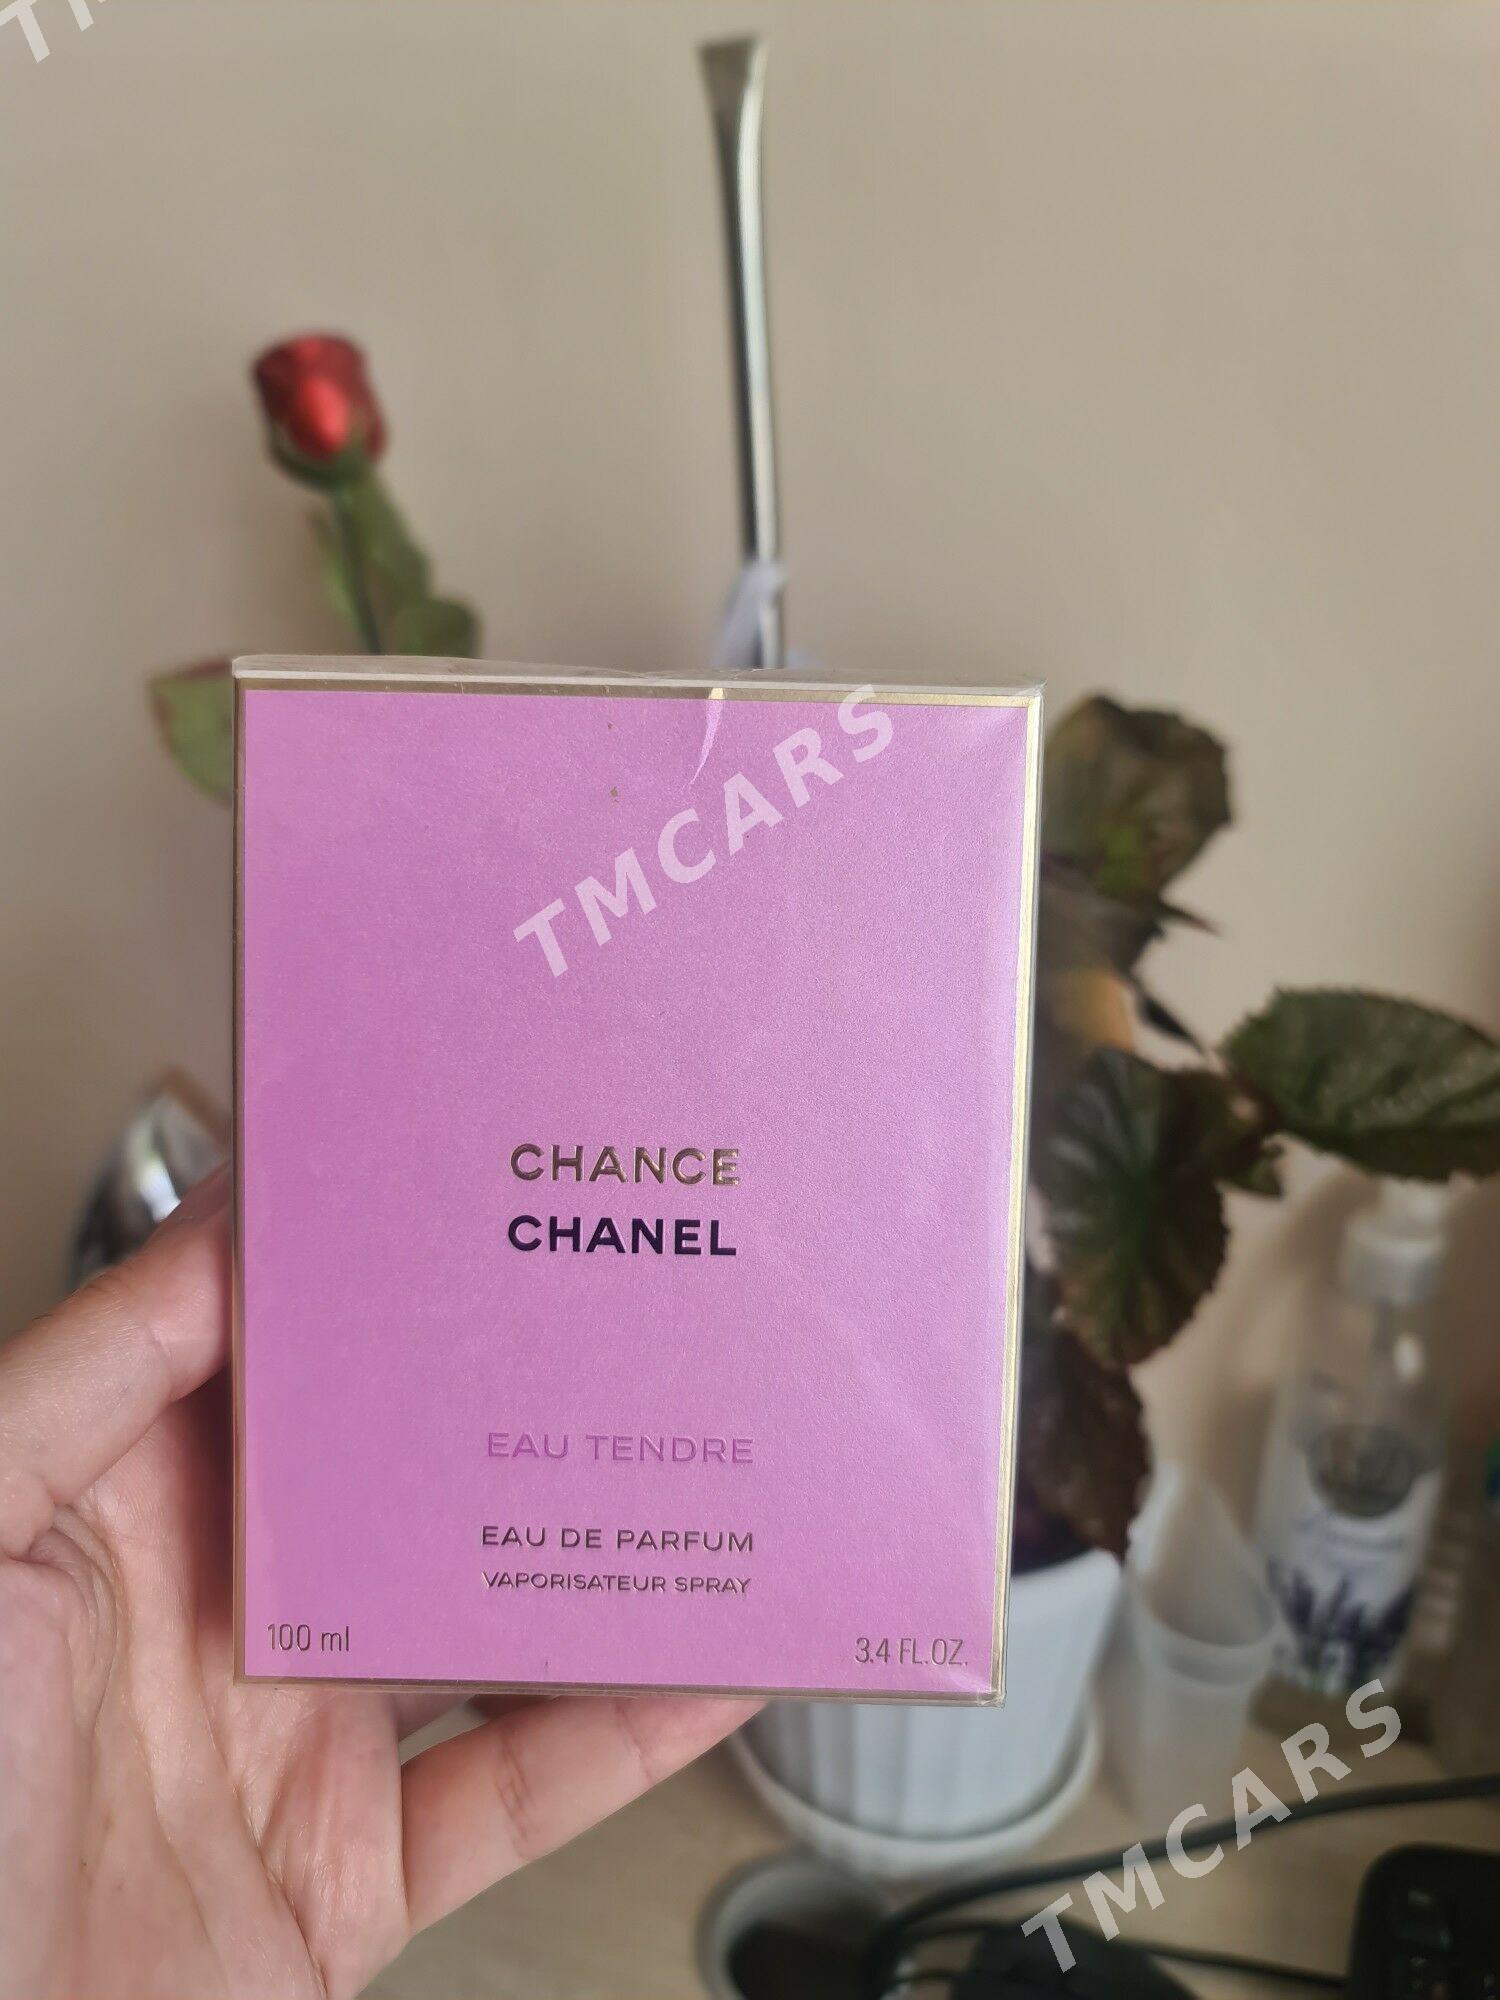 TMCARS
CHANCE
CHANEL
EAU TENDRE
EAU DE PARFUM
VAPORISATEUR SPRAY
100 ml
3.4 FL.OZ.
TMCARS